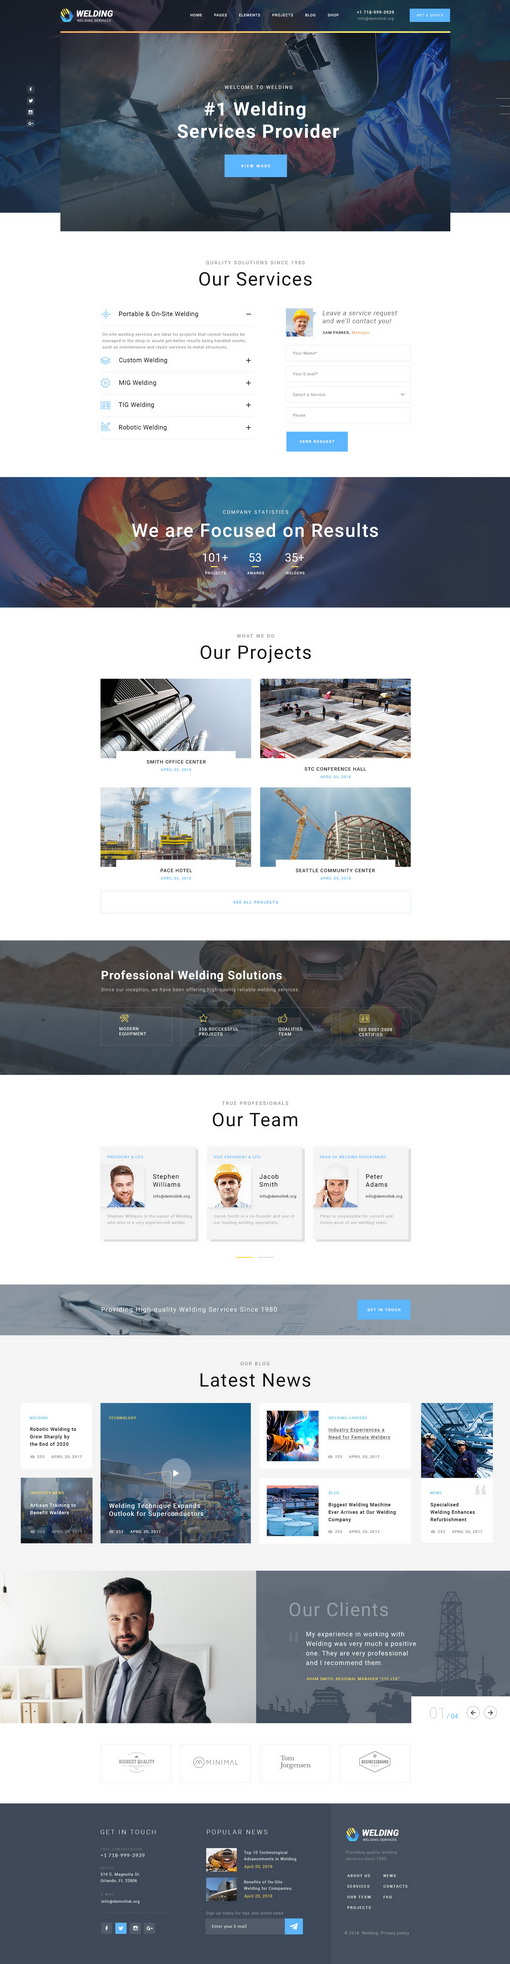 WELDING
WELDING SERVICES
HOME PAGES ELEMENTS PROJECTS BLOG SHOP
+1 718-999-3939
info@demolink.org
GET A QUOTE
WELCOME TO WELDING
#1 Welding
Services Provider
VIEW MORE
QUALITY SOLUTIONS SINCE 1980
Our Services
Portable & On-Site Welding
On-site welding services are ideal for projects that cannot feasibly be
managed in the shop or would get better results being handled onsite,
such as maintenance and repair services to metal structures.
Custom Welding
MIG Welding
TIG Welding
Robotic Welding
Leave a service request
and we'll contact you!
SAM PARKER, Manager
Your Name*
Your E-mail*
Select a Service
Phone
SEND REQUEST
COMPANY STATISTICS
We are Focused on Results
101+ 53 35+
PROJECTS AWARDS WELDERS
WHAT WE DO
Our Projects
SMITH OFFICE CENTER
APRIL 20, 2018
STC CONFERENCE HALL
APRIL 20, 2018
PACE HOTEL
APRIL 20, 2018
SEATTLE COMMUNITY CENTER
APRIL 20, 2018
SEE ALL PROJECTS
Professional Welding Solutions
Since our inception, we have been offering high-quality reliable welding services.
MODERN
EQUIPMENT
256 SUCCESSFUL
PROJECTS
QUALIFIED
TEAM
ISO 9001:2009
CERTIFIED
TRUE PROFESSIONALS
Our Team
PRESIDENT & CEO
Stephen
Williams
info@demolink.org
Stephen Williams is the owner of Welding
who also is a very experienced welder.
VICE PRESIDENT & CFO
Jacob
Smith
info@demolink.org
Jacob Smith is a co-founder and one of
our leading welding specialists.
HEAD OF WELDING DEPARTMENT
Peter
Adams
info@demolink.org
Peter is responsible for correct and
timely work of our welding team.
Providing High-quality Welding Services Since 1980
GET IN TOUCH
OUR BLOG
Latest News
WELDING
Robotic Welding to
Grow Sharply by
the End of 2020
253 APRIL 20, 2017
INDUSTRY NEWS
Artisan Training to
Benefit Welders
253 APRIL 20, 2017
TECHNOLOGY
Welding Technique Expands
Outlook for Superconductors
253 APRIL 20, 2017
WELDING CAREERS
Industry Experiences a
Need for Female Welders
253 APRIL 20, 2017
BLOG
Biggest Welding Machine
Ever Arrives at Our Welding
Company
253 APRIL 20, 2017
NEWS
Specialised
Welding Enhances
Refurbishment
253 APRIL 20, 2017
Our Clients
My experience in working with
Welding was very much a positive
one. They are very professional
and I recommend them.
ADAM SMITH, REGIONAL MANAGER "STC LTD"
01 / 04
HIGHEST QUALITY
MINIMAL
Tom
Jorgensen
BUSINESSBRAND
GET IN TOUCH
+1 718-999-3939
514 S. Magnolia St.
Orlando, FL 32806
E-MAIL
info@demolink.org
POPULAR NEWS
Top 10 Technological
Advancements in Welding
April 20, 2018
Benefits of On Site
Welding for Companies.
April 20, 2018
Sign up today for tips and latest news
Enter your E-mail
WELDING
WELDING SERVICES
Providing quality welding
services since 1980.
ABOUT US NEWS
SERVICES CONTACTS
OUR TEAM FAQ
PROJECTS
© 2018 Welding. Privacy policy